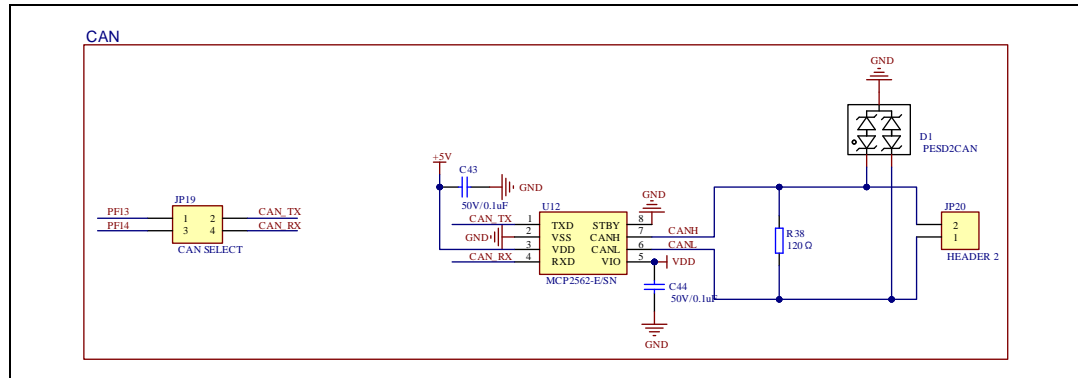 CAN
GND
D1
PESD2CAN
+5V
C43
GND
50V/0.1uF
JP19
PF13 1 2 CAN_TX
PF14 3 4 CAN_RX
CAN SELECT
U12
GND
CAN_TX 1 TXD STBY 8
GND 2 VSS CANH 7 CANH
3 VDD CANL 6 CANL
CAN_RX 4 RXD VIO 5 VDD
MCP2562-E/SN
C44
50V/0.1uF
GND
R38
120Ω
JP20
2
1
HEADER 2